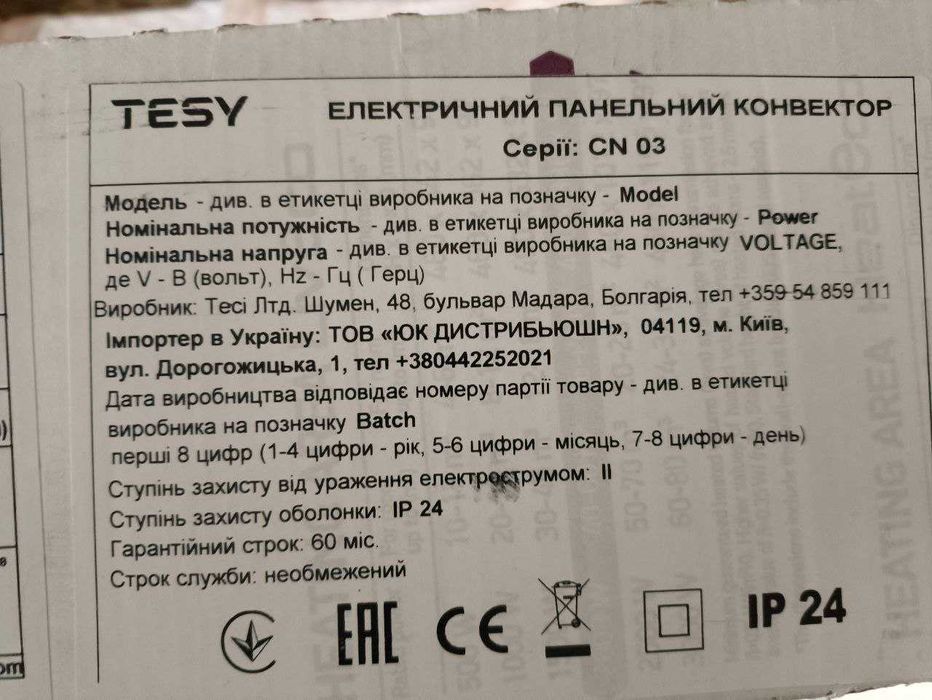 TESY
ЕЛЕКТРИЧНИЙ ПАНЕЛЬНИЙ КОНВЕКТОР
Серії: CN 03
Модель - див. в етикетці виробника на позначку - Model
Номінальна потужність - див. в етикетці виробника на позначку - Power
Номінальна напруга - див. в етикетці виробника на позначку VOLTAGE,
де V - В (вольт), Hz - Гц ( Герц)
Виробник: Тесі Лтд. Шумен, 48, бульвар Мадара, Болгарія, тел +359 54 859 111
Імпортер в Україну: ТОВ «ЮК ДИСТРИБЬЮШН», 04119, м. Київ,
вул. Дорогожицька, 1, тел +380442252021
Дата виробництва відповідає номеру партії товару - див. в етикетці
виробника на позначку Batch
перші 8 цифр (1-4 цифри - рік, 5-6 цифри - місяць, 7-8 цифри - день)
Ступінь захисту від ураження електрострумом: II
Ступінь захисту оболонки: IP 24
Гарантійний строк: 60 міс.
Строк служби: необмежений
EAC CE IP 24
HEATING AREA